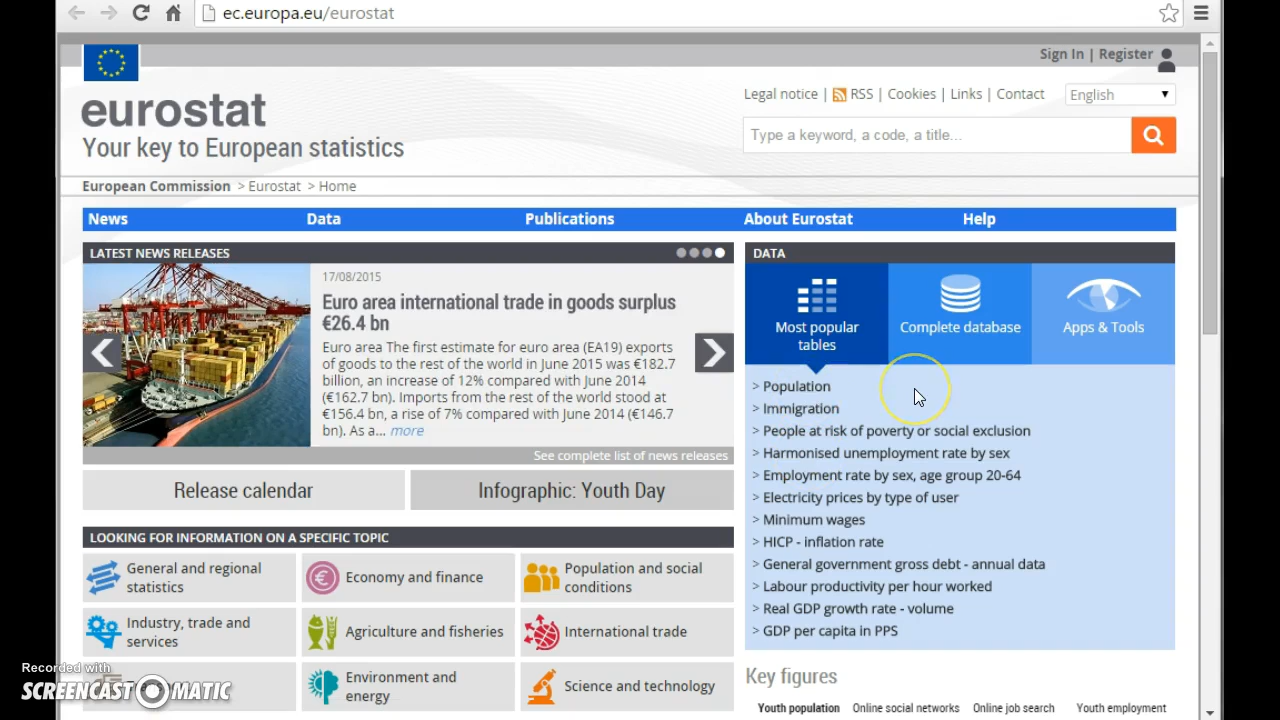 ec.europa.eu/eurostat
Sign In | Register
Legal notice | RSS | Cookies | Links | Contact
English
eurostat
Your key to European statistics
Type a keyword, a code, a title...
European Commission > Eurostat > Home
News
Data
Publications
About Eurostat
Help
LATEST NEWS RELEASES
17/08/2015
Euro area international trade in goods surplus
€26.4 bn
Euro area The first estimate for euro area (EA19) exports
of goods to the rest of the world in June 2015 was €182.7
billion, an increase of 12% compared with June 2014
(€162.7 bn). Imports from the rest of the world stood at
€156.4 bn, a rise of 7% compared with June 2014 (€146.7
bn). As a... more
See complete list of news releases
Release calendar
Infographic: Youth Day
LOOKING FOR INFORMATION ON A SPECIFIC TOPIC
General and regional
statistics
Economy and finance
Population and social
conditions
Industry, trade and
services
Agriculture and fisheries
International trade
Environment and
energy
Science and technology
DATA
Most popular
tables
Complete database
Apps & Tools
> Population
> Immigration
> People at risk of poverty or social exclusion
> Harmonised unemployment rate by sex
> Employment rate by sex, age group 20-64
> Electricity prices by type of user
> Minimum wages
> HICP - inflation rate
> General government gross debt - annual data
> Labour productivity per hour worked
> Real GDP growth rate - volume
> GDP per capita in PPS
Key figures
Youth population
Online social networks
Online job search
Youth employment
Recorded with
SCREENCAST-O-MATIC